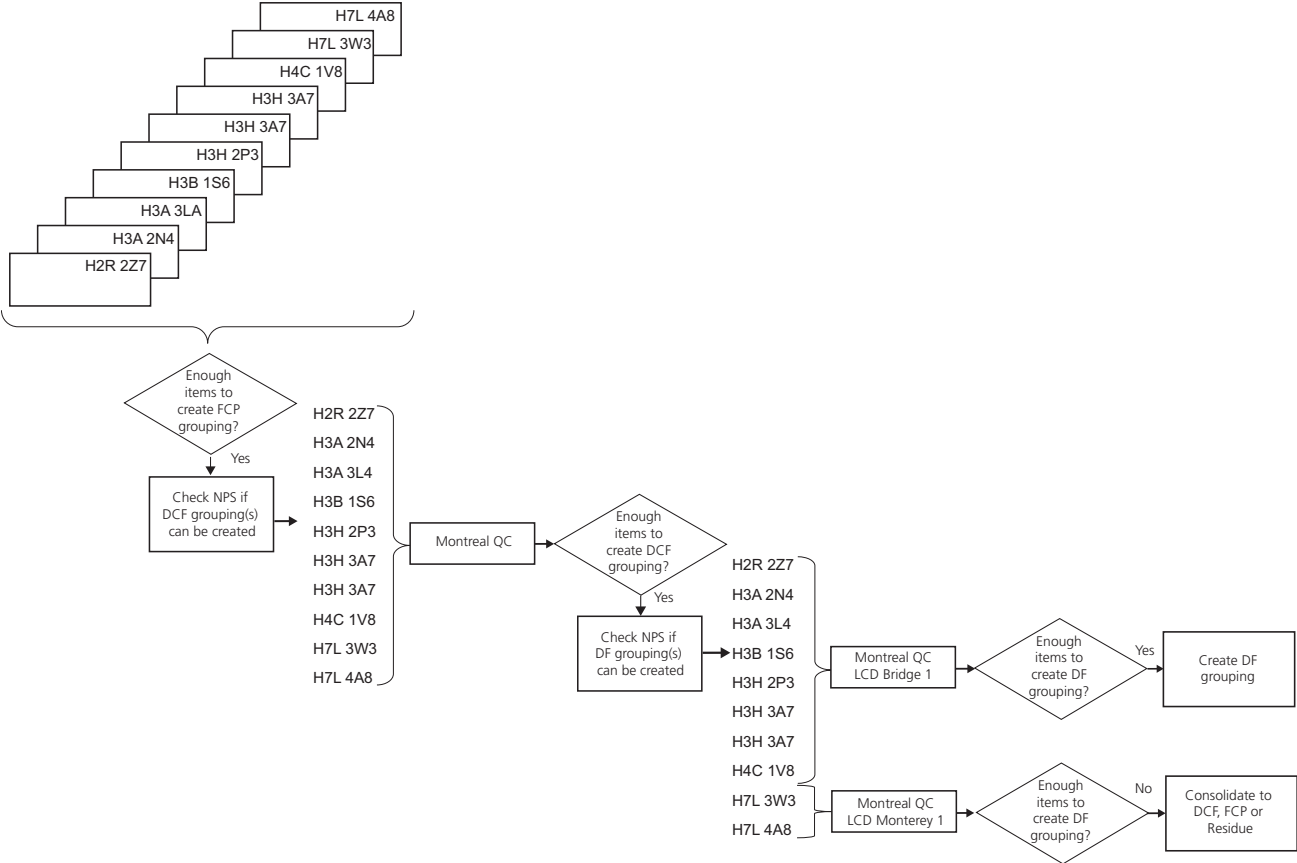 H7L 4A8
H7L 3W3
H4C 1V8
H3H 3A7
H3H 3A7
H3H 2P3
H3B 1S6
H3A 3LA
H3A 2N4
H2R 2Z7
Enough
items to
create FCP
grouping?
Yes
Check NPS if
DCF grouping(s)
can be created
H2R 2Z7
H3A 2N4
H3A 3L4
H3B 1S6
H3H 2P3
H3H 3A7
H3H 3A7
H4C 1V8
H7L 3W3
H7L 4A8
Montreal QC
Enough
items to
create DCF
grouping?
Yes
Check NPS if
DF grouping(s)
can be created
H2R 2Z7
H3A 2N4
H3A 3L4
H3B 1S6
H3H 2P3
H3H 3A7
H3H 3A7
H4C 1V8
H7L 3W3
H7L 4A8
Montreal QC
LCD Bridge 1
Enough
items to
create DF
grouping?
Yes
Create DF
grouping
Montreal QC
LCD Monterey 1
Enough
items to
create DF
grouping?
No
Consolidate to
DCF, FCP or
Residue